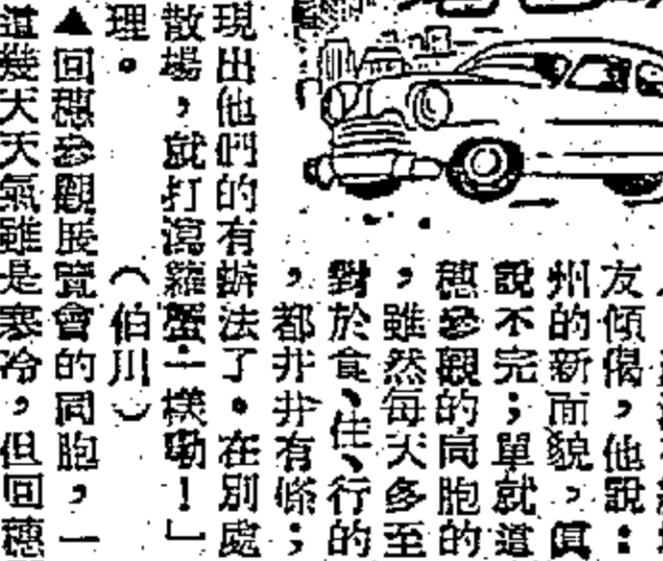 友傾偈，他說：
州的新面貌，眞
說不完；單就這
穗參觀的同胞的
，雖然每天多至
對於食、住、行的
，都井井有條；
現出他們的有辦法了。在別處
散場，就打瀉籮蟹一樣嘞！」
理。（伯川）
▲回穗參觀展覽會的同胞，一
這幾天天氣雖是寒冷，但回穗